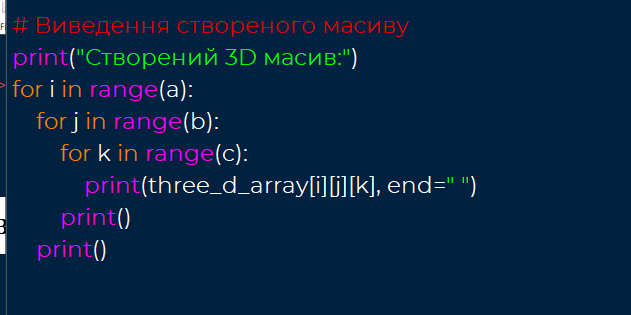 # Виведення створеного масиву
print("Створений 3D масив:")
for i in range(a):
    for j in range(b):
        for k in range(c):
            print(three_d_array[i][j][k], end=" ")
        print()
    print()